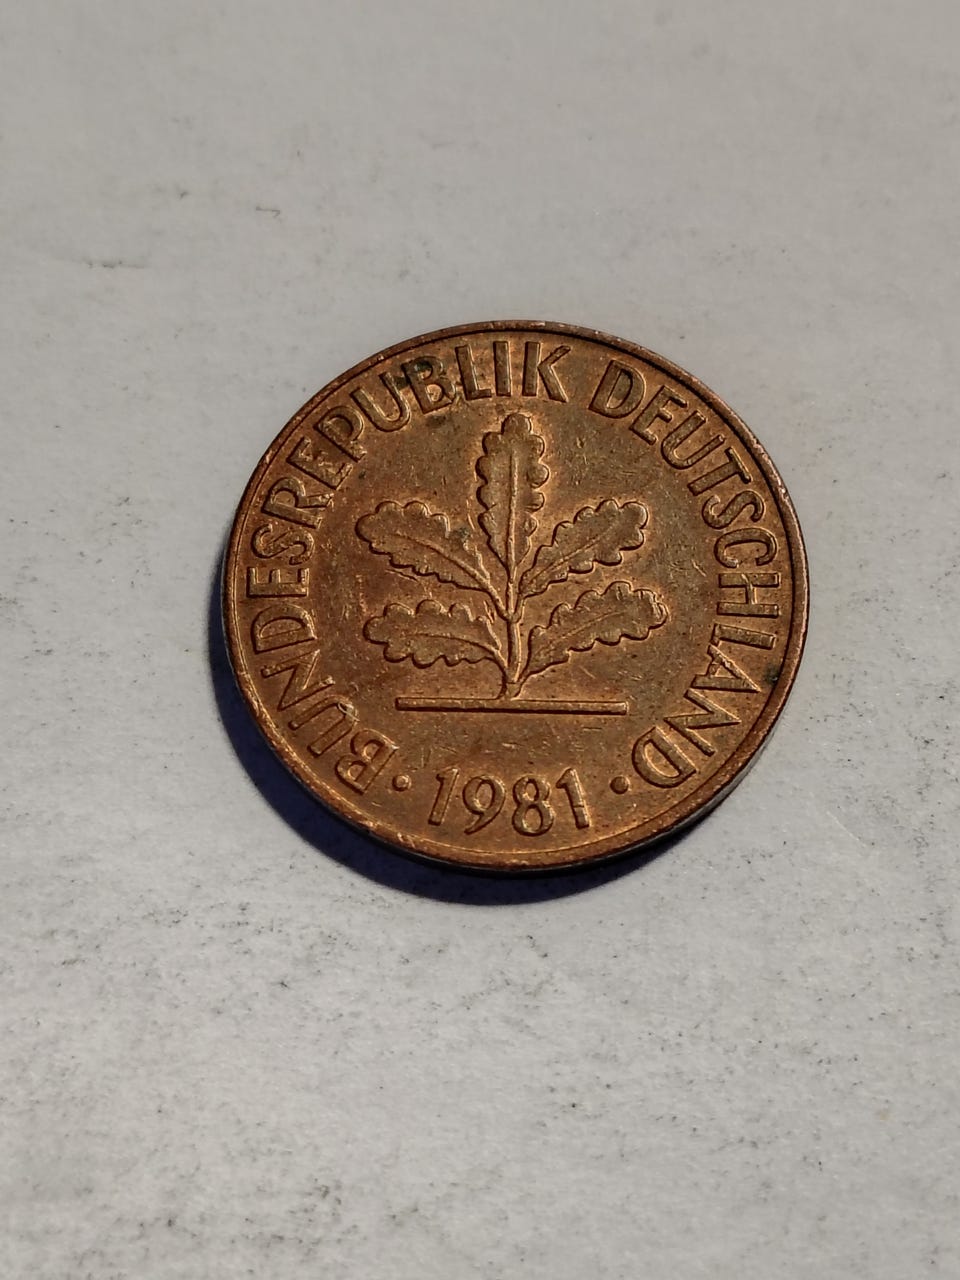 BUNDESREPUBLIK DEUTSCHLAND
· 1981 ·